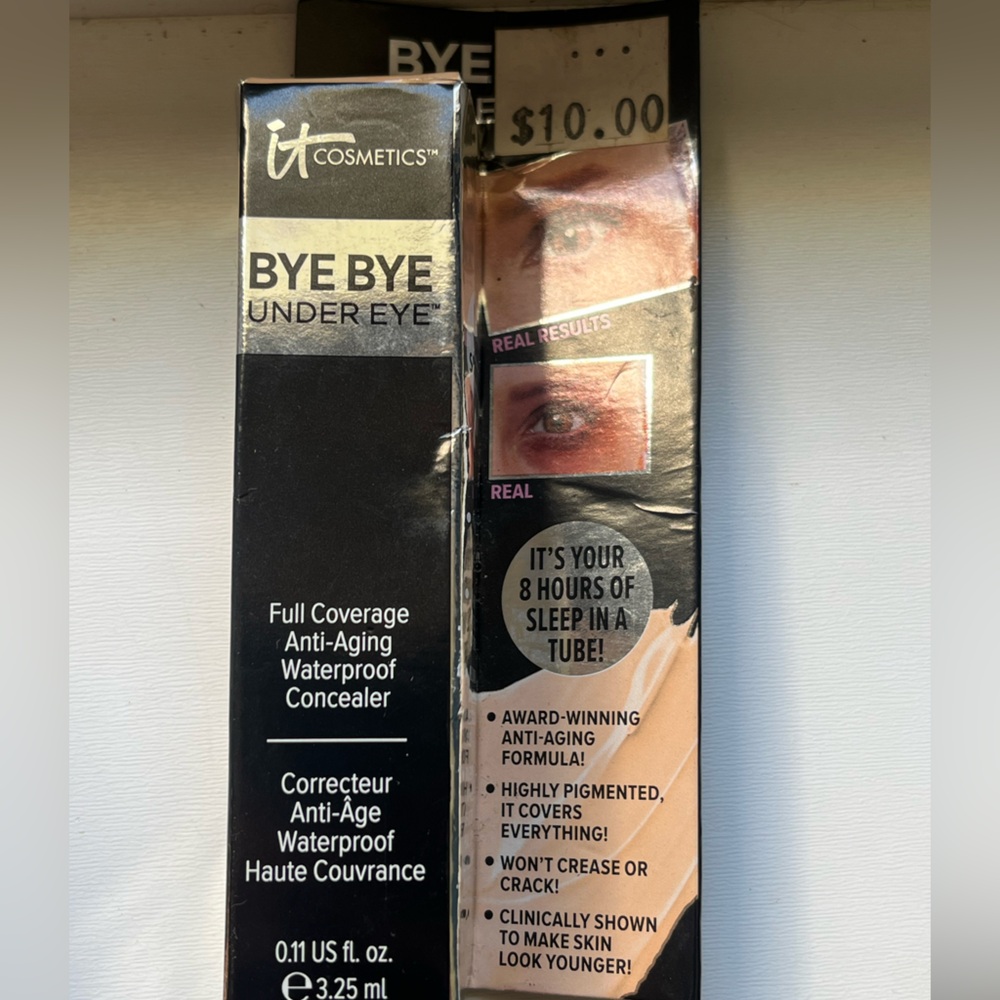 it COSMETICS™
BYE BYE
UNDER EYE™
Full Coverage
Anti-Aging
Waterproof
Concealer
Correcteur
Anti-Âge
Waterproof
Haute Couvrance
0.11 US fl. oz.
℮ 3.25 ml
BYE
$10.00
REAL RESULTS
REAL
IT'S YOUR
8 HOURS OF
SLEEP IN A
TUBE!
• AWARD-WINNING
ANTI-AGING
FORMULA!
• HIGHLY PIGMENTED,
IT COVERS
EVERYTHING!
• WON'T CREASE OR
CRACK!
• CLINICALLY SHOWN
TO MAKE SKIN
LOOK YOUNGER!